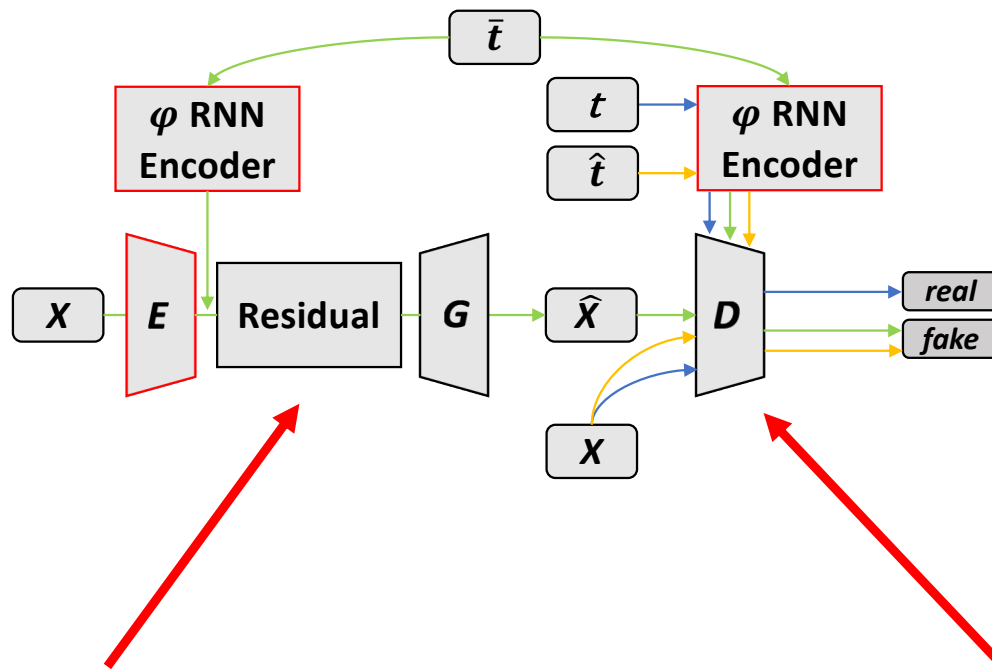 t̄
φ RNN
Encoder
t
t̂
φ RNN
Encoder
X
E
Residual
G
X̂
D
real
fake
X